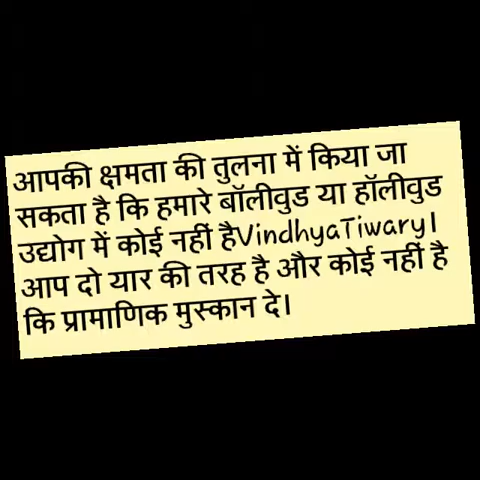 आपकी क्षमता की तुलना में किया जा
सकता है कि हमारे बॉलीवुड या हॉलीवुड
उद्योग में कोई नहीं हैVindhyaTiwary।
आप दो यार की तरह है और कोई नहीं है
कि प्रामाणिक मुस्कान दे।